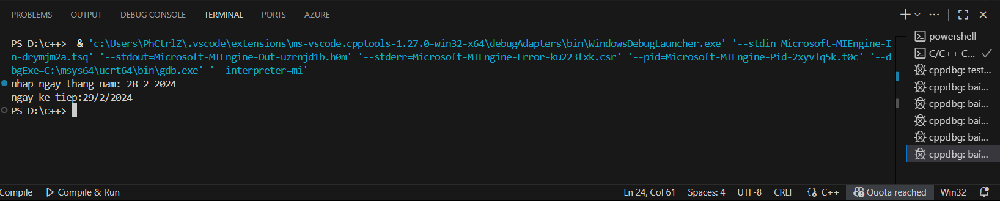 PROBLEMS OUTPUT DEBUG CONSOLE TERMINAL PORTS AZURE
PS D:\c++>  & 'c:\Users\PhCtrlZ\.vscode\extensions\ms-vscode.cpptools-1.27.0-win32-x64\debugAdapters\bin\WindowsDebugLauncher.exe' '--stdin=Microsoft-MIEngine-I
n-drymjm2a.tsq' '--stdout=Microsoft-MIEngine-Out-uzrnjd1b.h0m' '--stderr=Microsoft-MIEngine-Error-ku223fxk.csr' '--pid=Microsoft-MIEngine-Pid-2xyvlq5k.t0c' '--d
bgExe=C:\msys64\ucrt64\bin\gdb.exe' '--interpreter=mi'
nhap ngay thang nam: 28 2 2024
ngay ke tiep:29/2/2024
PS D:\c++>
powershell
C/C++ C...
cppdbg: test...
cppdbg: bai...
cppdbg: bai...
cppdbg: bai...
cppdbg: bai...
cppdbg: bai...
Compile Compile & Run Ln 24, Col 61 Spaces: 4 UTF-8 CRLF C++ Quota reached Win32